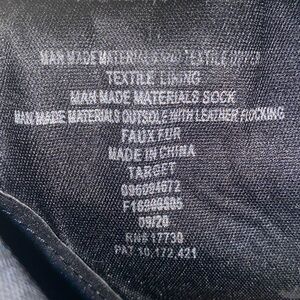 MAN MADE MATERIALS AND TEXTILE UPPER
TEXTILE LINING
MAN MADE MATERIALS SOCK
MAN MADE MATERIALS OUTSOLE WITH LEATHER FLOCKING
FAUX FUR
MADE IN CHINA
TARGET
09/20
RN#17730
PAT 10,172,421